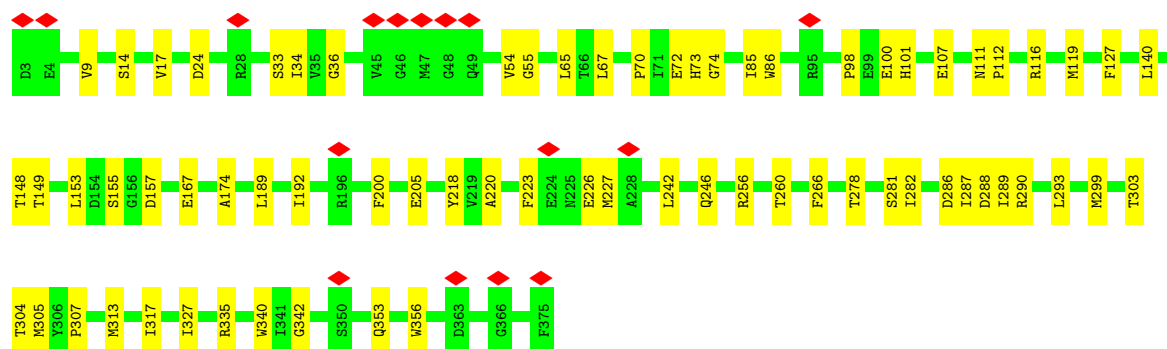 D3 E4 V9 S14 V17 D24 R28 S33 I34 V35 G36 V45 G46 M47 G48 Q49 V54 G55 L65 T66 L67 P70 I71 E72 H73 G74 I85 W86 R95 P98 E99 E100 H101 E107 N111 P112 R116 M119 F127 L140
T148 T149 L153 D154 S155 G156 D157 E167 A174 L189 I192 R196 F200 E205 Y218 V219 A220 F223 E224 N225 E226 M227 A228 L242 Q246 R256 T260 F266 T278 S281 I282 D286 I287 D288 I289 R290 L293 M299 T303
T304 M305 Y306 P307 M313 I317 I327 R335 W340 I341 G342 S350 Q353 W356 D363 G366 F375